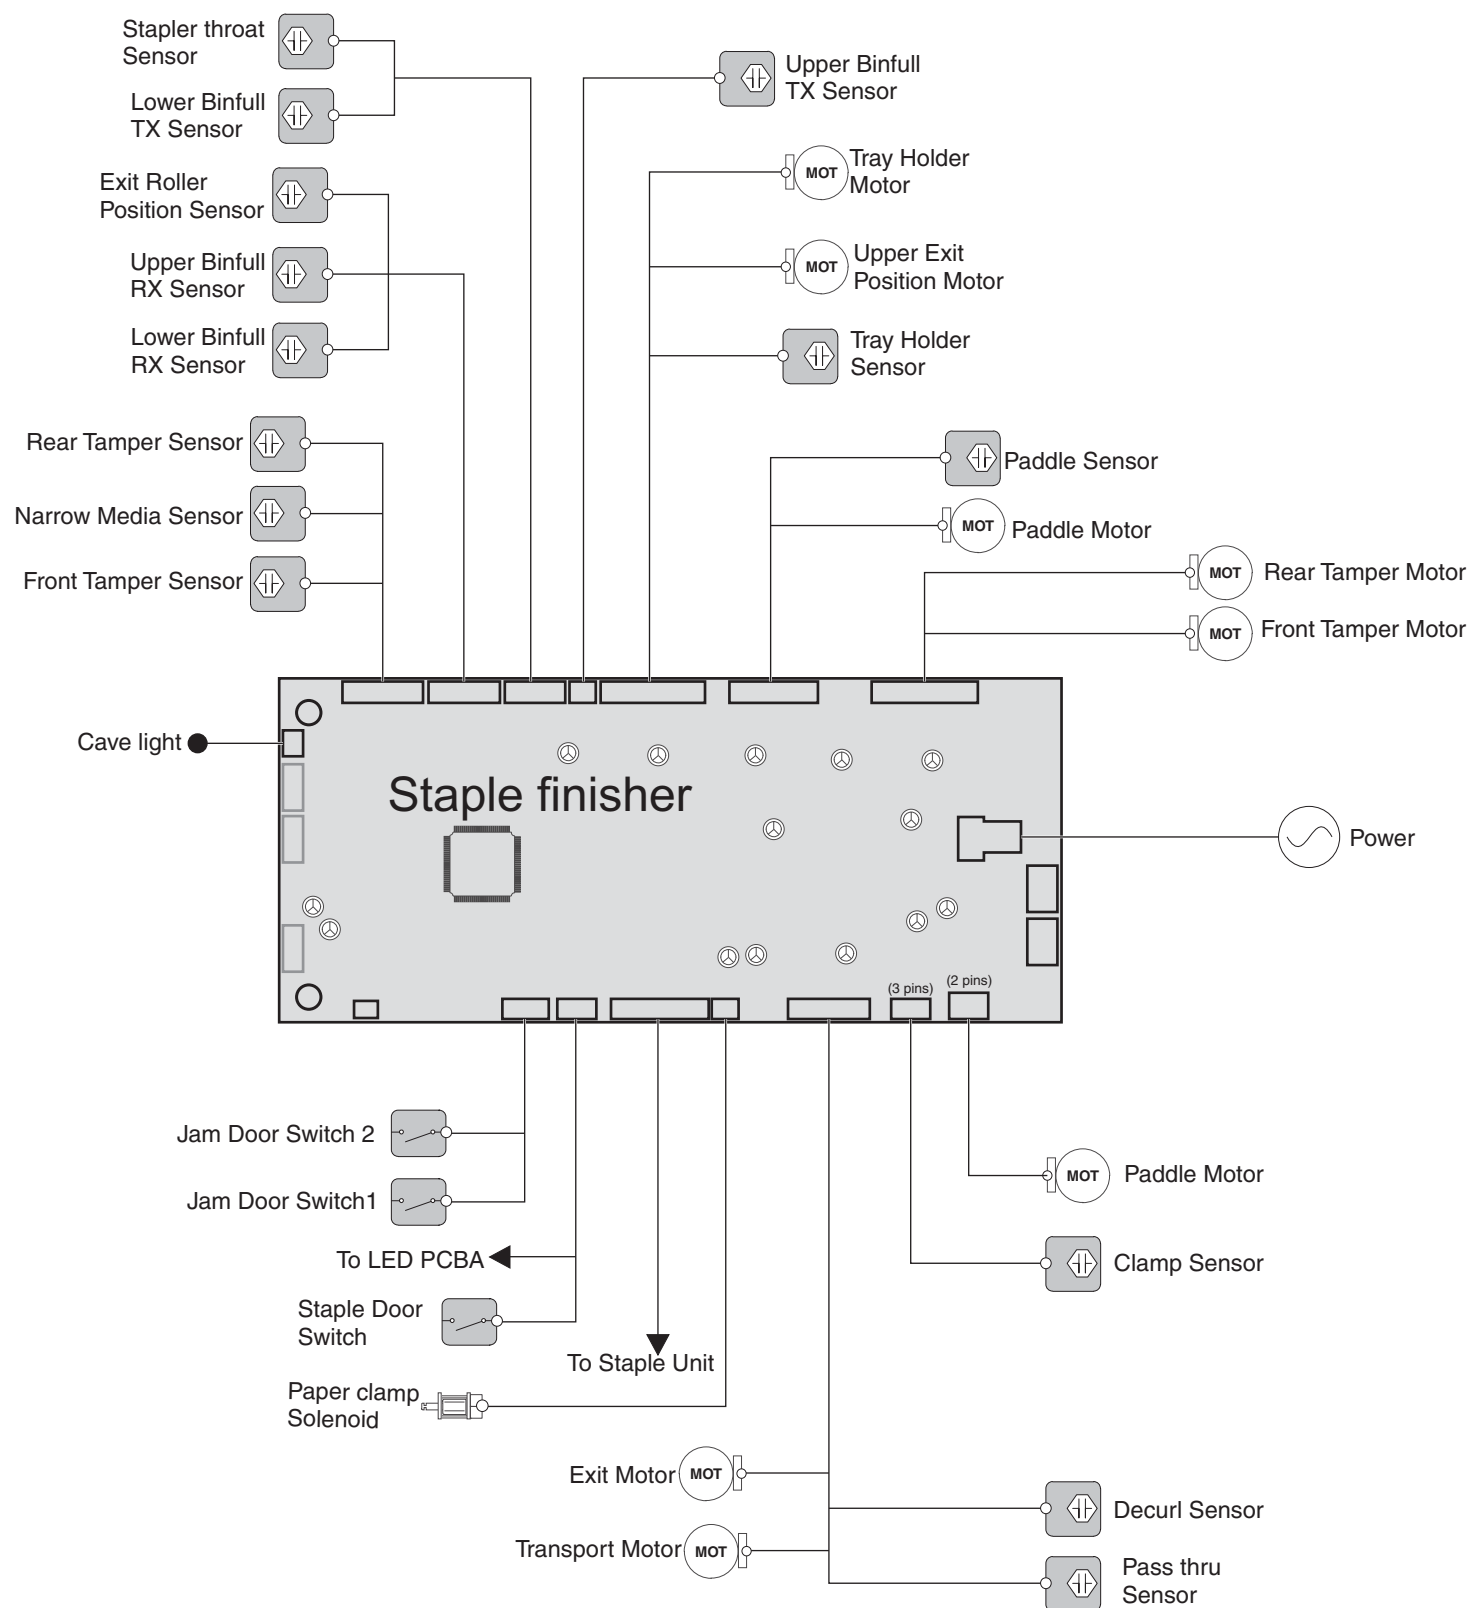 Stapler throat
Sensor
Lower Binfull
TX Sensor
Exit Roller
Position Sensor
Upper Binfull
RX Sensor
Lower Binfull
RX Sensor
Rear Tamper Sensor
Narrow Media Sensor
Front Tamper Sensor
Upper Binfull
TX Sensor
MOT
Tray Holder
Motor
MOT
Upper Exit
Position Motor
Tray Holder
Sensor
Paddle Sensor
MOT
Paddle Motor
MOT
Rear Tamper Motor
MOT
Front Tamper Motor
Cave light
Staple finisher
Power
(3 pins)
(2 pins)
Jam Door Switch 2
Jam Door Switch1
To LED PCBA
Staple Door
Switch
To Staple Unit
Paper clamp
Solenoid
MOT
Paddle Motor
Clamp Sensor
Exit Motor
MOT
Transport Motor
MOT
Decurl Sensor
Pass thru
Sensor